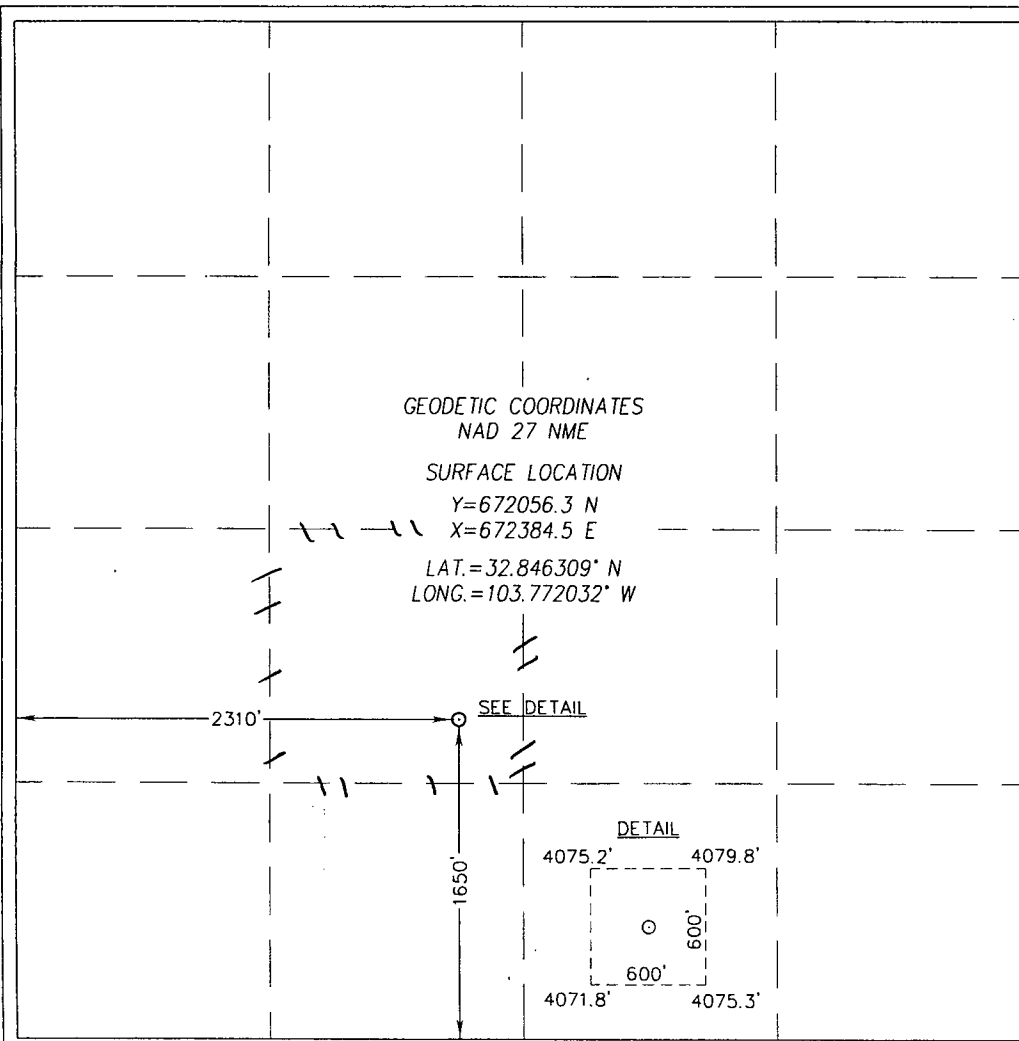 GEODETIC COORDINATES
NAD 27 NME
SURFACE LOCATION
Y=672056.3 N
X=672384.5 E
LAT.=32.846309° N
LONG.=103.772032° W
SEE DETAIL
2310'
1650'
DETAIL
4075.2' 4079.8'
600'
600'
4071.8' 4075.3'